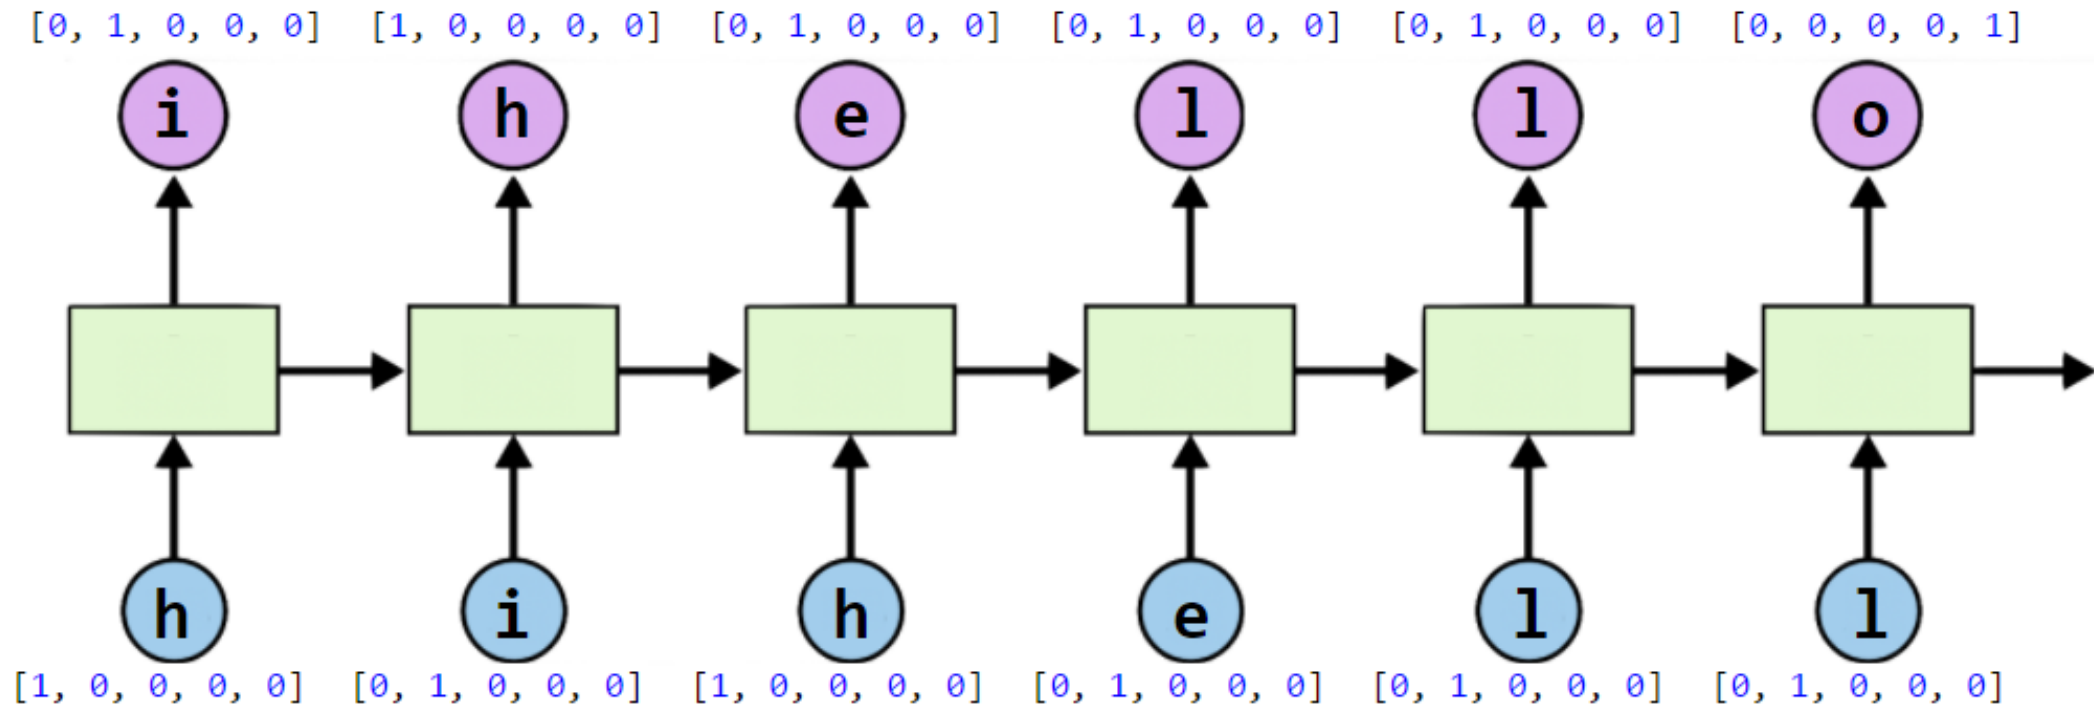 [0, 1, 0, 0, 0] [1, 0, 0, 0, 0] [0, 1, 0, 0, 0] [0, 1, 0, 0, 0] [0, 1, 0, 0, 0] [0, 0, 0, 0, 1]
i h e l l o
h i h e l l
[1, 0, 0, 0, 0] [0, 1, 0, 0, 0] [1, 0, 0, 0, 0] [0, 1, 0, 0, 0] [0, 1, 0, 0, 0] [0, 1, 0, 0, 0]